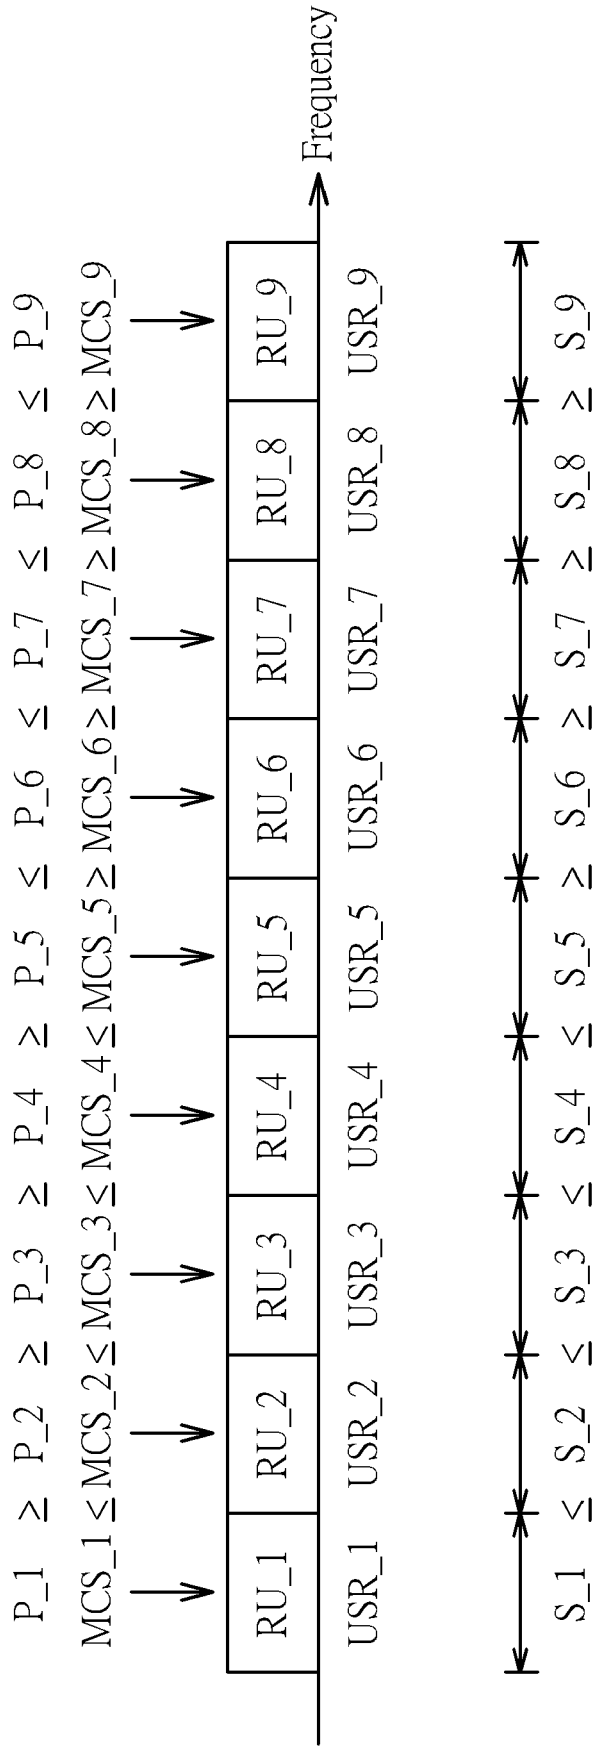 P_1 ≥ P_2 ≥ P_3 ≥ P_4 ≥ P_5 ≤ P_6 ≤ P_7 ≤ P_8 ≤ P_9
MCS_1 ≤ MCS_2 ≤ MCS_3 ≤ MCS_4 ≤ MCS_5 ≥ MCS_6 ≥ MCS_7 ≥ MCS_8 ≥ MCS_9
RU_1 RU_2 RU_3 RU_4 RU_5 RU_6 RU_7 RU_8 RU_9
Frequency
USR_1 USR_2 USR_3 USR_4 USR_5 USR_6 USR_7 USR_8 USR_9
S_1 ≤ S_2 ≤ S_3 ≤ S_4 ≤ S_5 ≥ S_6 ≥ S_7 ≥ S_8 ≥ S_9